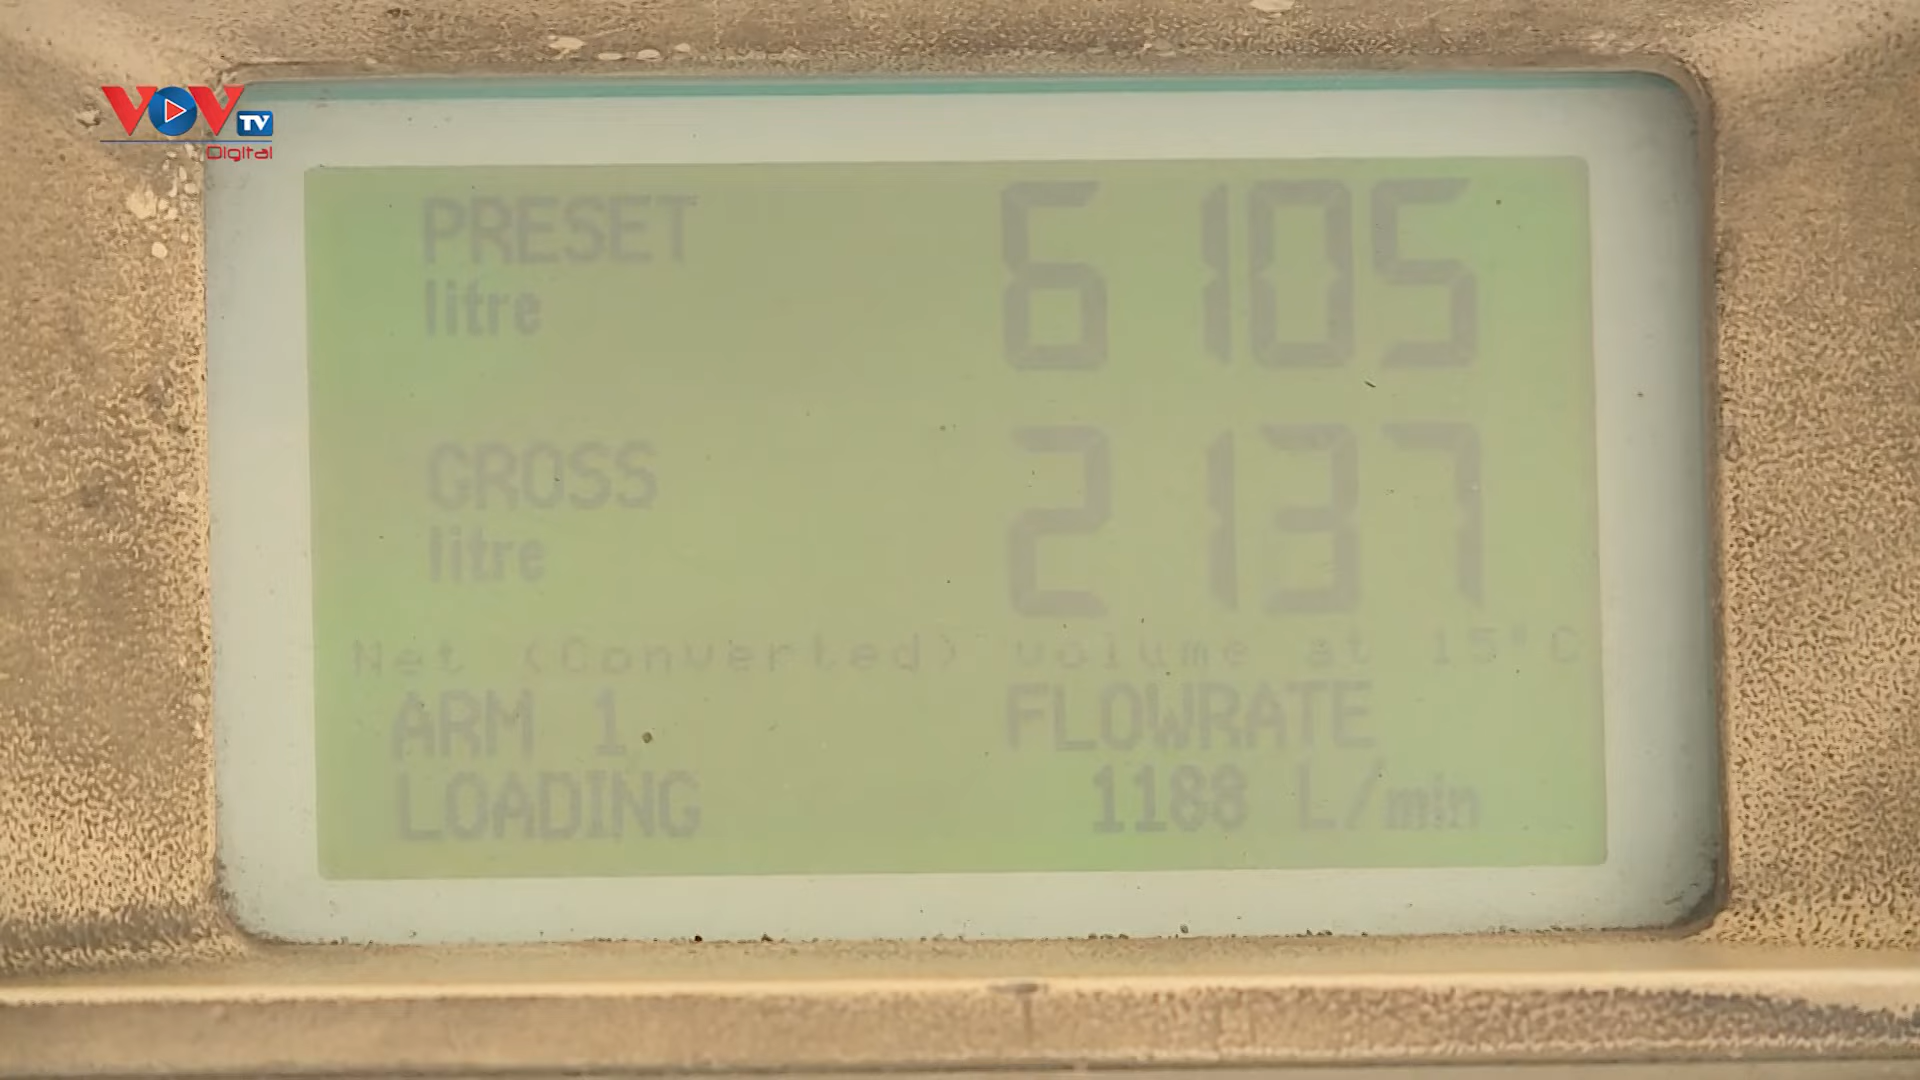 VOV TV
Digital
PRESET 6105
litre
GROSS 2137
litre
Net (Converted) volume at 15°C
ARM 1 FLOWRATE
LOADING 1188 L/min